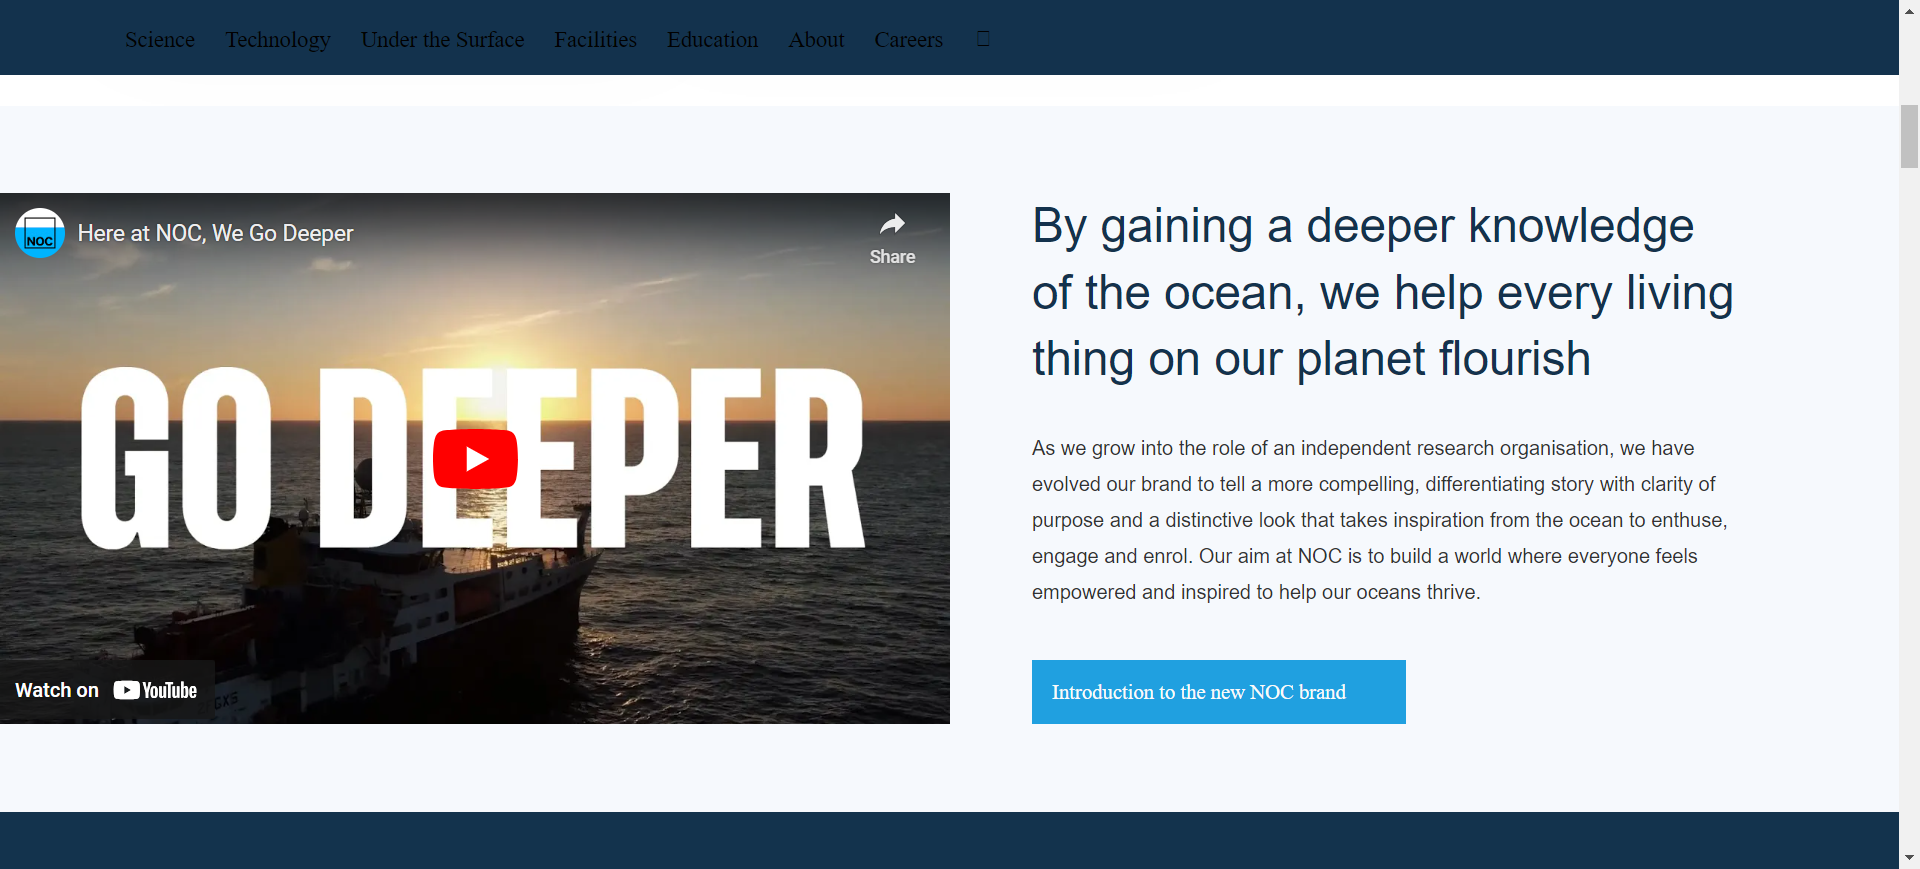 Science Technology Under the Surface Facilities Education About Careers
NOC
Here at NOC, We Go Deeper
Share
GO DEEPER
Watch on YouTube
By gaining a deeper knowledge
of the ocean, we help every living
thing on our planet flourish
As we grow into the role of an independent research organisation, we have
evolved our brand to tell a more compelling, differentiating story with clarity of
purpose and a distinctive look that takes inspiration from the ocean to enthuse,
engage and enrol. Our aim at NOC is to build a world where everyone feels
empowered and inspired to help our oceans thrive.
Introduction to the new NOC brand